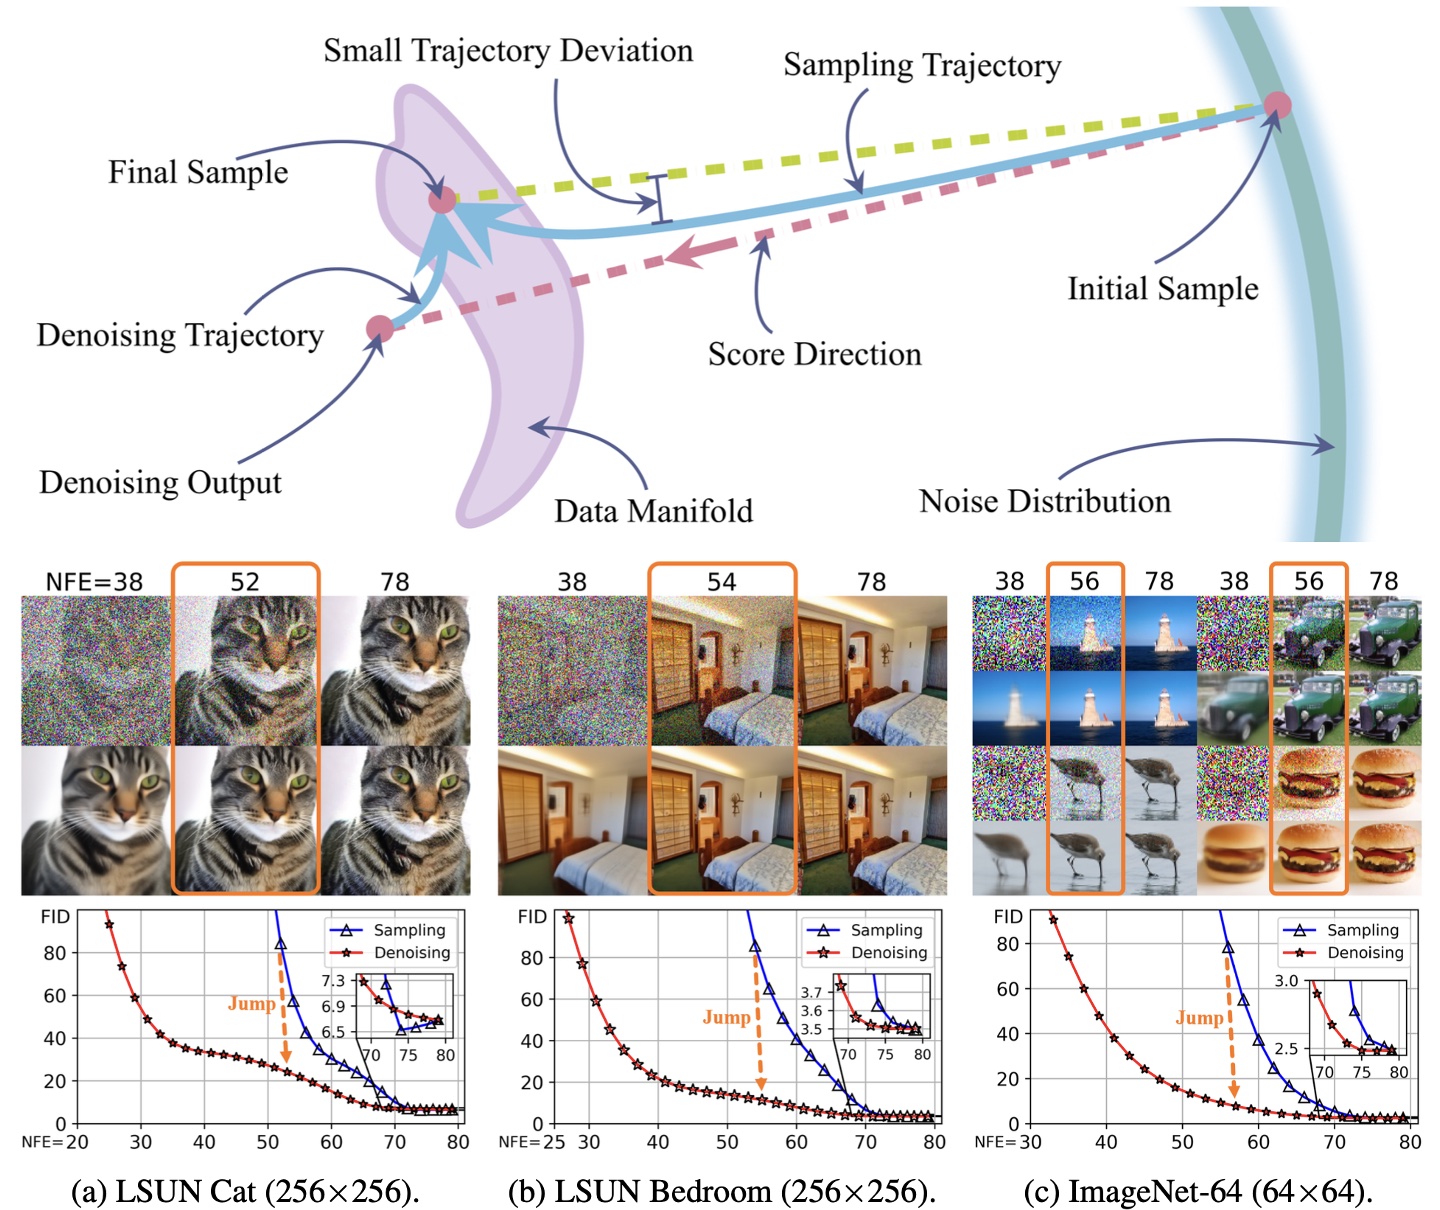 Small Trajectory Deviation
Sampling Trajectory
Final Sample
Initial Sample
Denoising Trajectory
Score Direction
Denoising Output
Data Manifold
Noise Distribution
NFE=38 52 78
38 54 78
38 56 78 38 56 78
FID
80
60
40
20
0
Sampling
Denoising
Jump
7.3
6.9
6.5
70 75 80
NFE= 20 30 40 50 60 70 80
FID
80
60
40
20
0
Sampling
Denoising
Jump
3.7
3.6
3.5
70 75 80
NFE= 25 30 40 50 60 70 80
FID
80
60
40
20
0
Sampling
Denoising
Jump
3.0
2.5
70 75 80
NFE= 30 40 50 60 70 80
(a) LSUN Cat (256×256).
(b) LSUN Bedroom (256×256).
(c) ImageNet-64 (64×64).